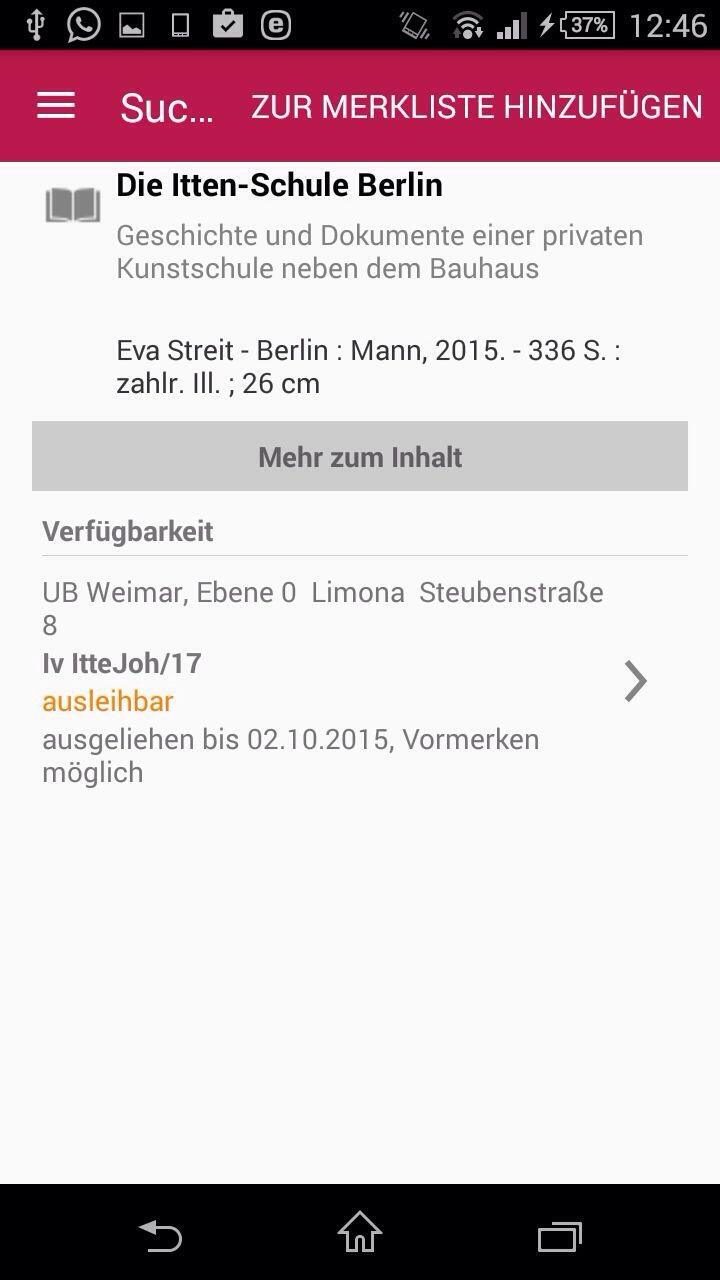 37% 12:46
Suc... ZUR MERKLISTE HINZUFÜGEN
Die Itten-Schule Berlin
Geschichte und Dokumente einer privaten
Kunstschule neben dem Bauhaus
Eva Streit - Berlin : Mann, 2015. - 336 S. :
zahlr. Ill. ; 26 cm
Mehr zum Inhalt
Verfügbarkeit
UB Weimar, Ebene 0 Limona Steubenstraße
8
Iv ItteJoh/17
ausleihbar
ausgeliehen bis 02.10.2015, Vormerken
möglich